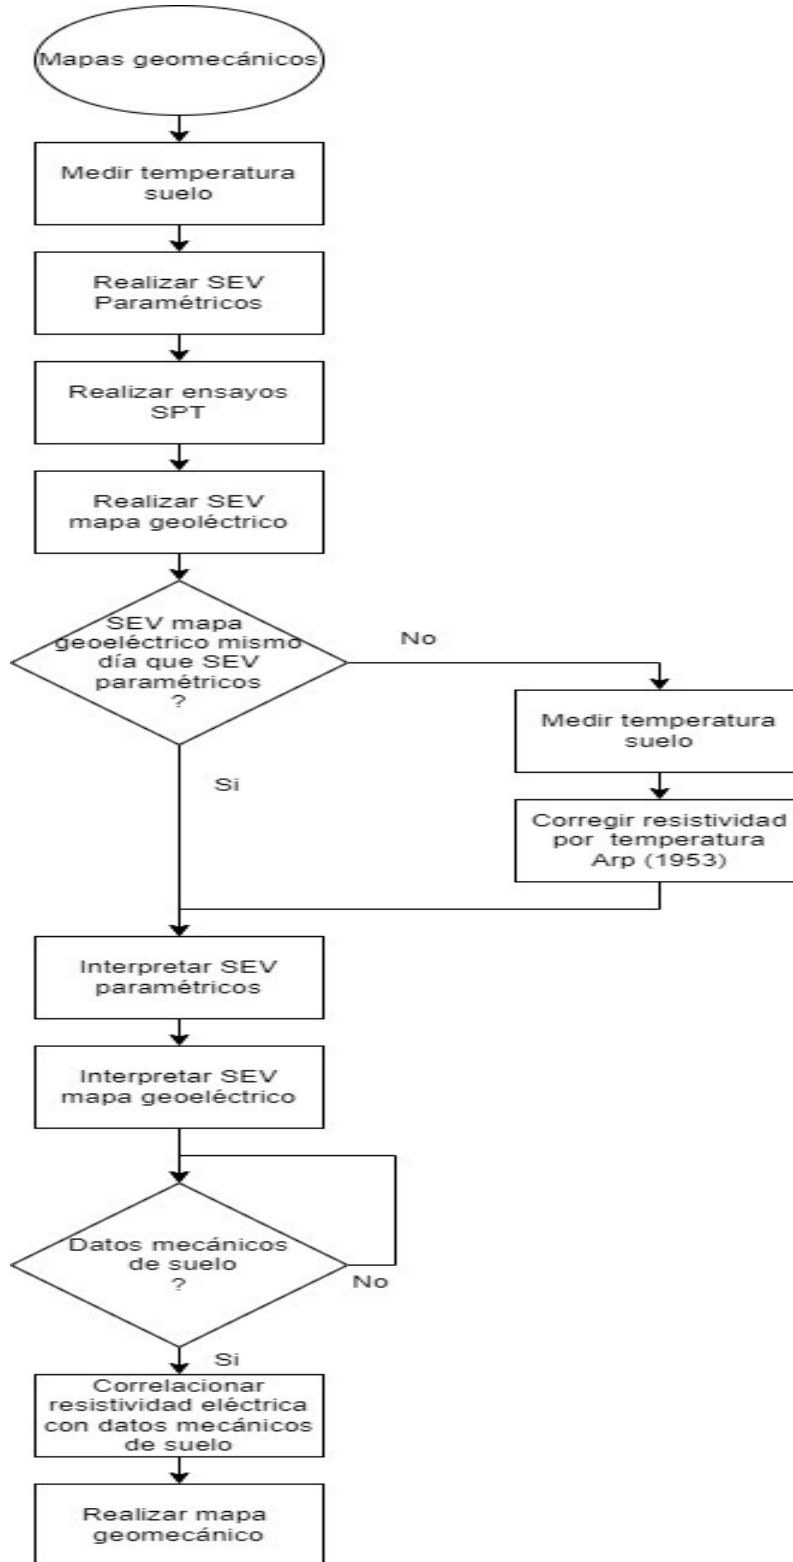 Mapas geomecánicos
Medir temperatura
suelo
Realizar SEV
Paramétricos
Realizar ensayos
SPT
Realizar SEV
mapa geoléctrico
SEV mapa
geoeléctrico mismo
día que SEV
paramétricos
?
No
Medir temperatura
suelo
Corregir resistividad
por temperatura
Arp (1953)
Si
Interpretar SEV
paramétricos
Interpretar SEV
mapa geoeléctrico
Datos mecánicos
de suelo
?
No
Si
Correlacionar
resistividad eléctrica
con datos mecánicos
de suelo
Realizar mapa
geomecánico